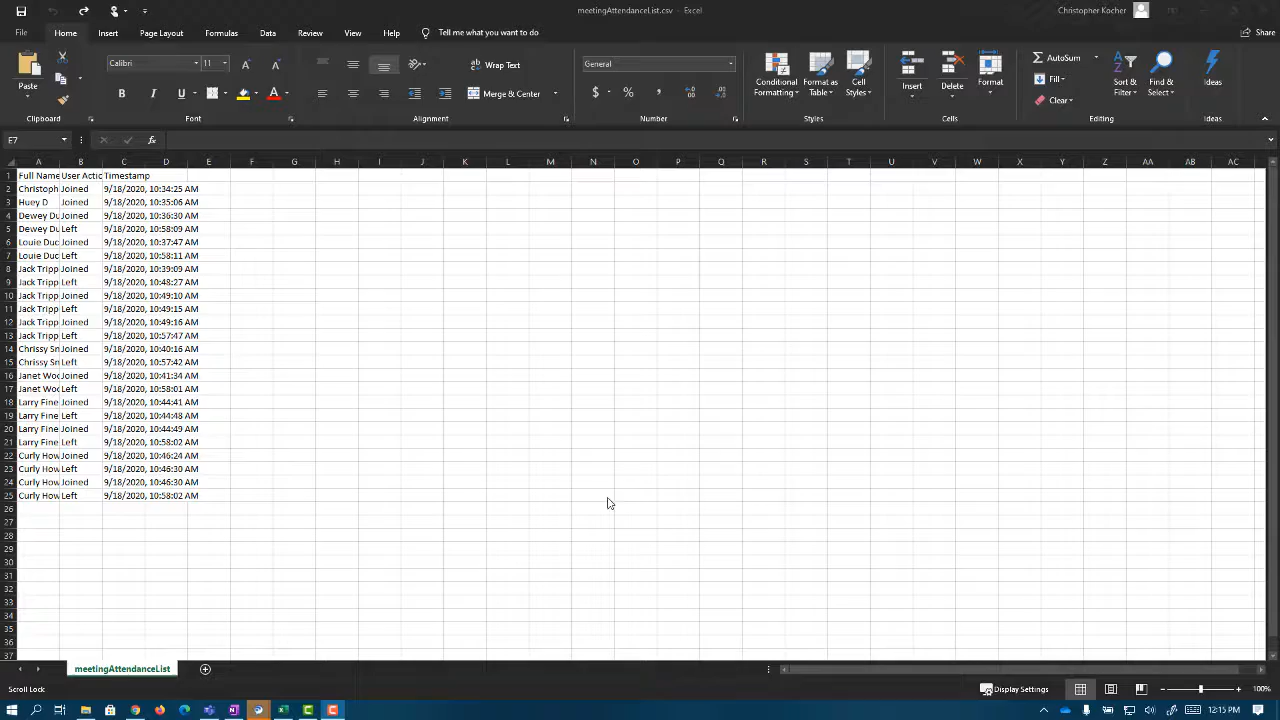 meetingAttendanceList.csv – Excel
Christopher Kocher
File Home Insert Page Layout Formulas Data Review View Help Tell me what you want to do Share
Calibri 11 Wrap Text General AutoSum
Paste B I U Merge & Center $ % Conditional Formatting Format as Table Cell Styles Insert Delete Format Fill Clear Sort & Filter Find & Select Ideas
Clipboard Font Alignment Number Styles Cells Editing Ideas
E7 fx
A B C D E F G H I J K L M N O P Q R S T U V W X Y Z AA AB AC
1 Full Name User Actic Timestamp
2 Christoph Joined 9/18/2020, 10:34:25 AM
3 Huey D Joined 9/18/2020, 10:35:06 AM
4 Dewey Du Joined 9/18/2020, 10:36:30 AM
5 Dewey Du Left 9/18/2020, 10:58:09 AM
6 Louie Duc Joined 9/18/2020, 10:37:47 AM
7 Louie Duc Left 9/18/2020, 10:58:11 AM
8 Jack Tripp Joined 9/18/2020, 10:39:09 AM
9 Jack Tripp Left 9/18/2020, 10:48:27 AM
10 Jack Tripp Joined 9/18/2020, 10:49:10 AM
11 Jack Tripp Left 9/18/2020, 10:49:15 AM
12 Jack Tripp Joined 9/18/2020, 10:49:16 AM
13 Jack Tripp Left 9/18/2020, 10:57:47 AM
14 Chrissy Sn Joined 9/18/2020, 10:40:16 AM
15 Chrissy Sn Left 9/18/2020, 10:57:42 AM
16 Janet Woo Joined 9/18/2020, 10:41:34 AM
17 Janet Woo Left 9/18/2020, 10:58:01 AM
18 Larry Fine Joined 9/18/2020, 10:44:41 AM
19 Larry Fine Left 9/18/2020, 10:44:48 AM
20 Larry Fine Joined 9/18/2020, 10:44:49 AM
21 Larry Fine Left 9/18/2020, 10:58:02 AM
22 Curly How Joined 9/18/2020, 10:46:24 AM
23 Curly How Left 9/18/2020, 10:46:30 AM
24 Curly How Joined 9/18/2020, 10:46:30 AM
25 Curly How Left 9/18/2020, 10:58:02 AM
26
27
28
29
30
31
32
33
34
35
36
37
meetingAttendanceList
Scroll Lock Display Settings 100%
12:15 PM